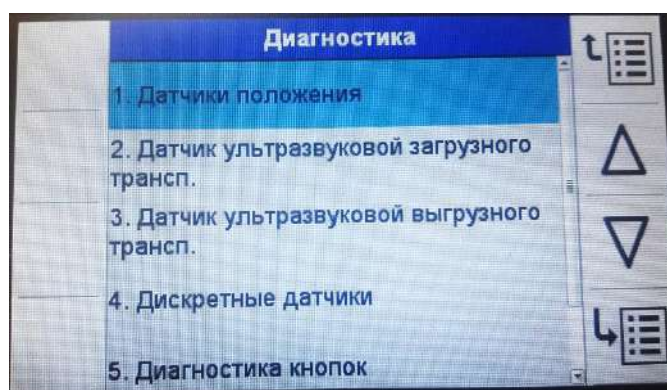 Диагностика
1. Датчики положения
2. Датчик ультразвуковой загрузного
трансп.
3. Датчик ультразвуковой выгрузного
трансп.
4. Дискретные датчики
5. Диагностика кнопок